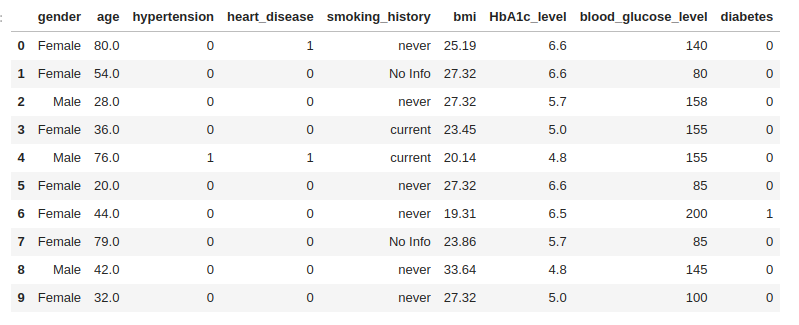 gender age hypertension heart_disease smoking_history bmi HbA1c_level blood_glucose_level diabetes
0 Female 80.0 0 1 never 25.19 6.6 140 0
1 Female 54.0 0 0 No Info 27.32 6.6 80 0
2 Male 28.0 0 0 never 27.32 5.7 158 0
3 Female 36.0 0 0 current 23.45 5.0 155 0
4 Male 76.0 1 1 current 20.14 4.8 155 0
5 Female 20.0 0 0 never 27.32 6.6 85 0
6 Female 44.0 0 0 never 19.31 6.5 200 1
7 Female 79.0 0 0 No Info 23.86 5.7 85 0
8 Male 42.0 0 0 never 33.64 4.8 145 0
9 Female 32.0 0 0 never 27.32 5.0 100 0